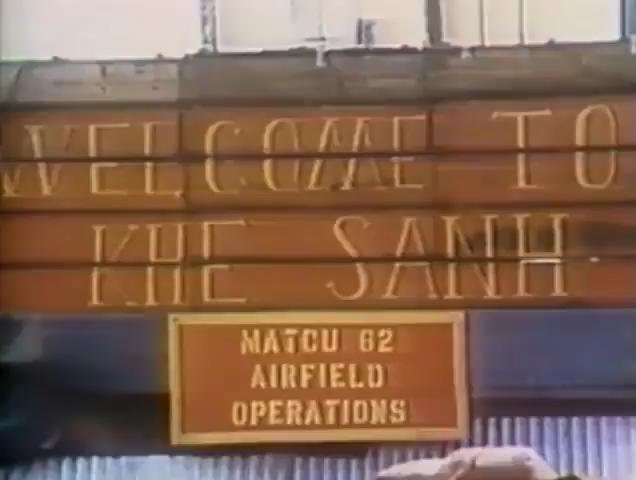 WELCOME TO
KHE SANH
MATCU 62
AIRFIELD
OPERATIONS